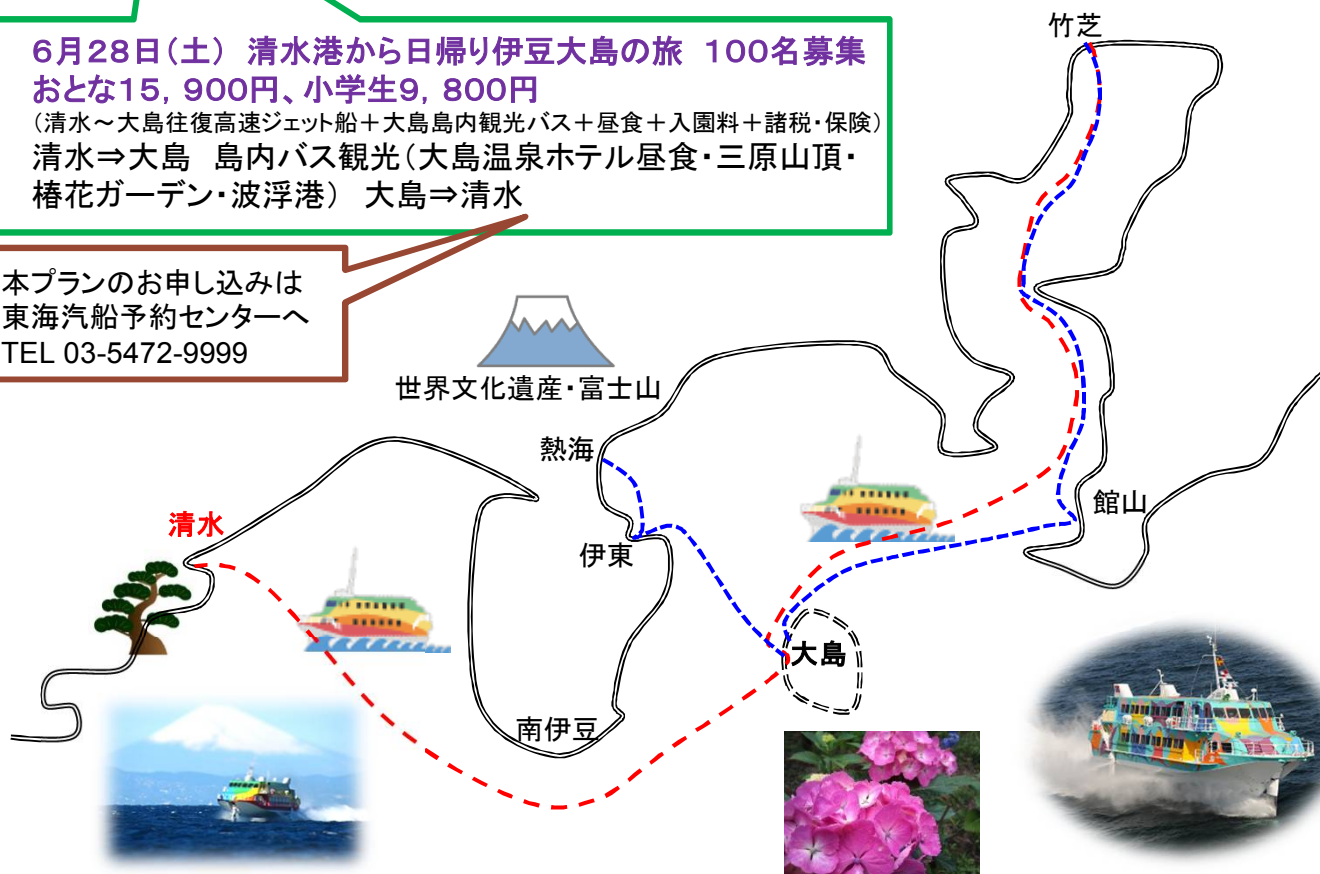 6月28日(土) 清水港から日帰り伊豆大島の旅 100名募集
おとな15,900円、小学生9,800円
(清水~大島往復高速ジェット船+大島島内観光バス+昼食+入園料+諸税・保険)
清水⇒大島 島内バス観光(大島温泉ホテル昼食・三原山頂・
椿花ガーデン・波浮港) 大島⇒清水
本プランのお申し込みは
東海汽船予約センターへ
TEL 03-5472-9999
竹芝
世界文化遺産・富士山
熱海
清水
伊東
館山
大島
南伊豆